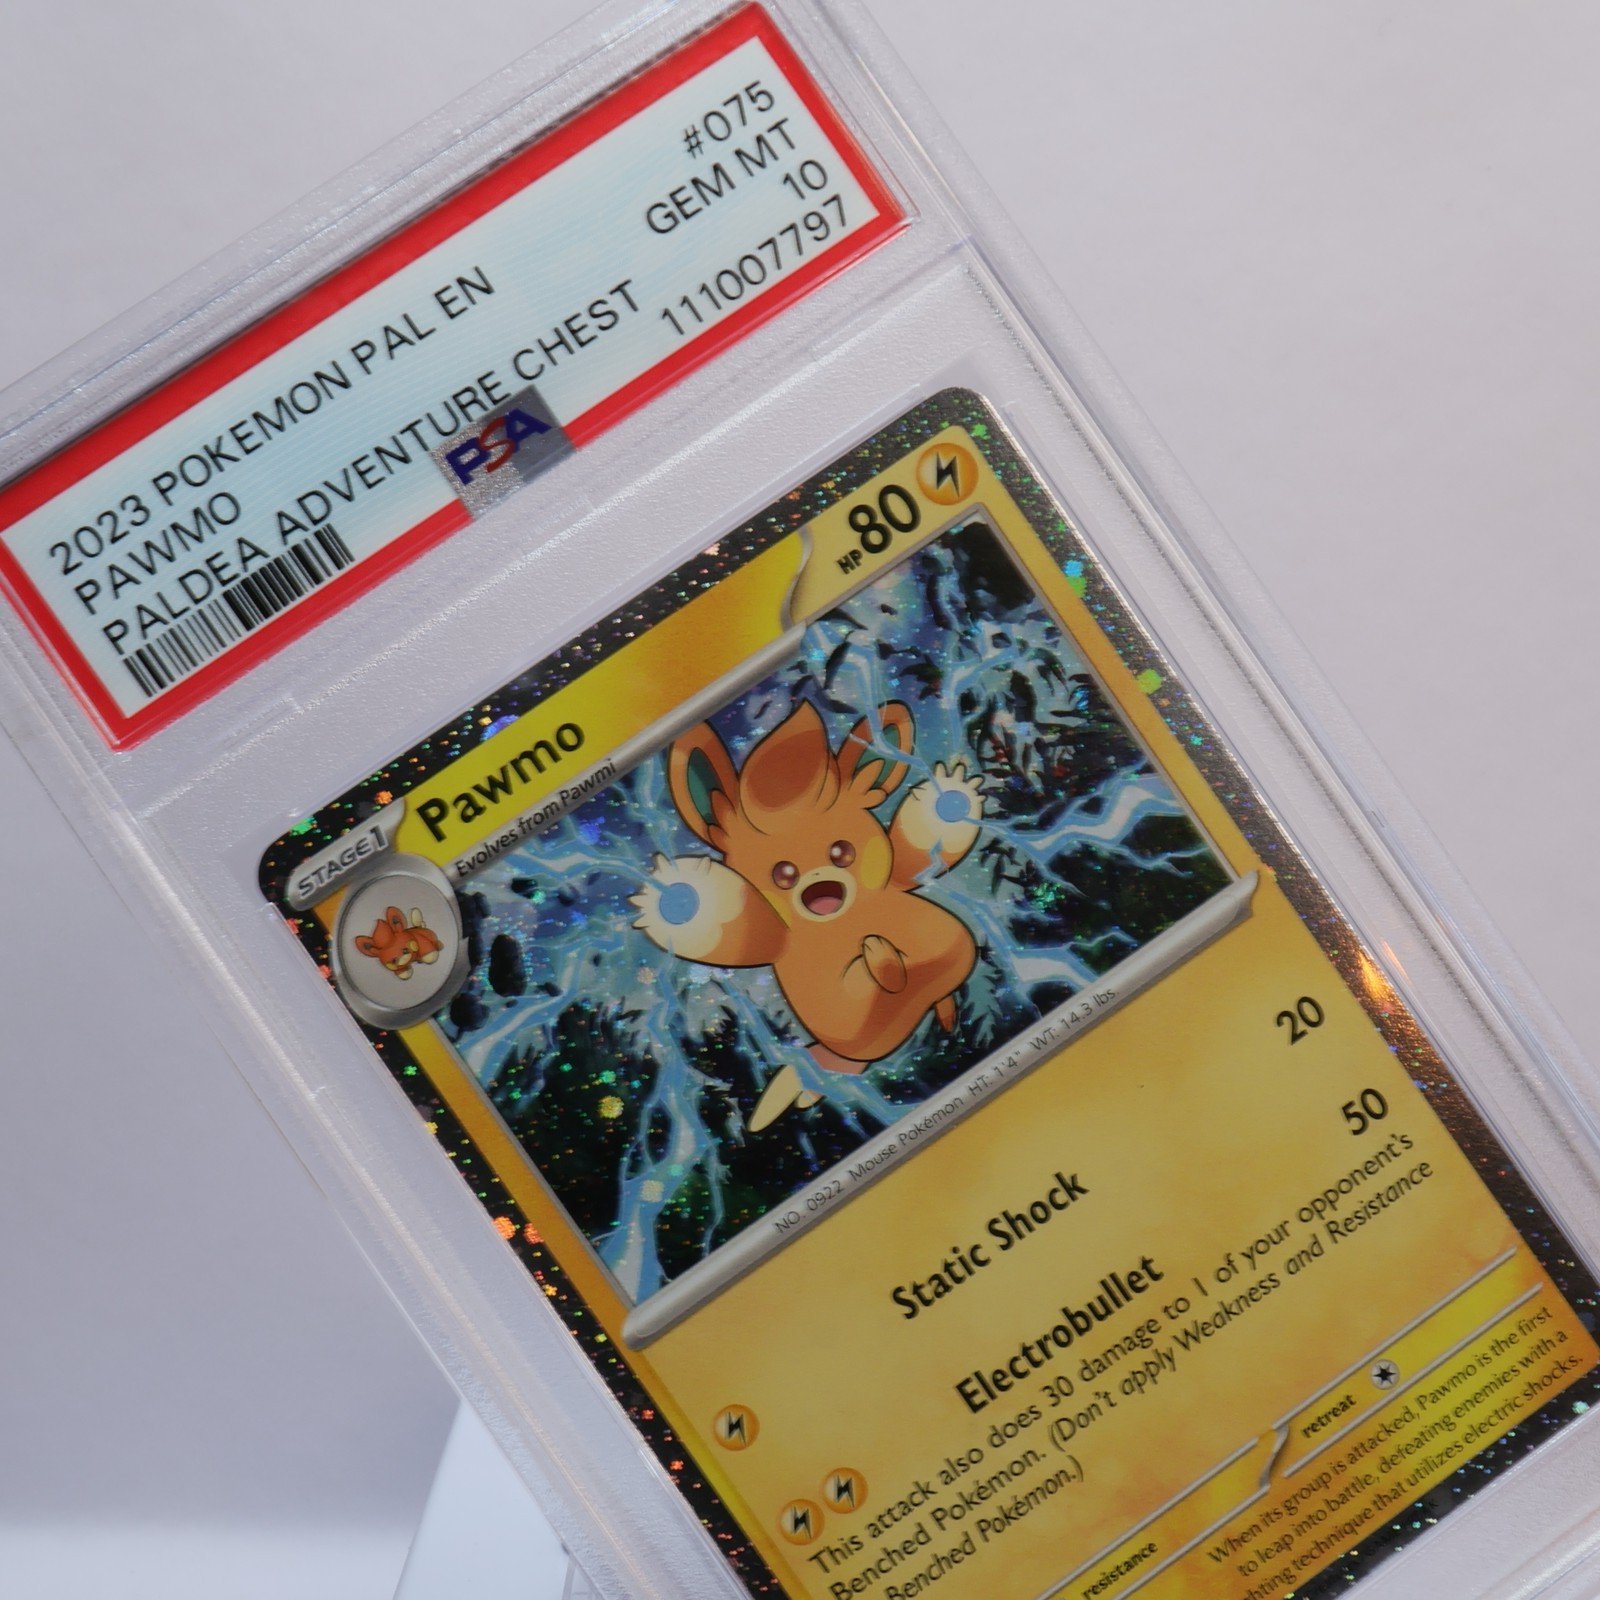 2023 POKEMON PAL EN #075
PAWMO GEM MT
PALDEA ADVENTURE CHEST 10
111007797
PSA
STAGE 1
Pawmo
HP 80
Evolves from Pawmi
NO. 0922 Mouse Pokémon HT: 1'4" WT: 14.3 lbs
Static Shock 20
Electrobullet 50
This attack also does 30 damage to 1 of your opponent's
Benched Pokémon. (Don't apply Weakness and Resistance
Benched Pokémon.)
resistance
retreat
When its group is attacked, Pawmo is the first
to leap into battle, defeating enemies with a
technique that utilizes electric shocks.